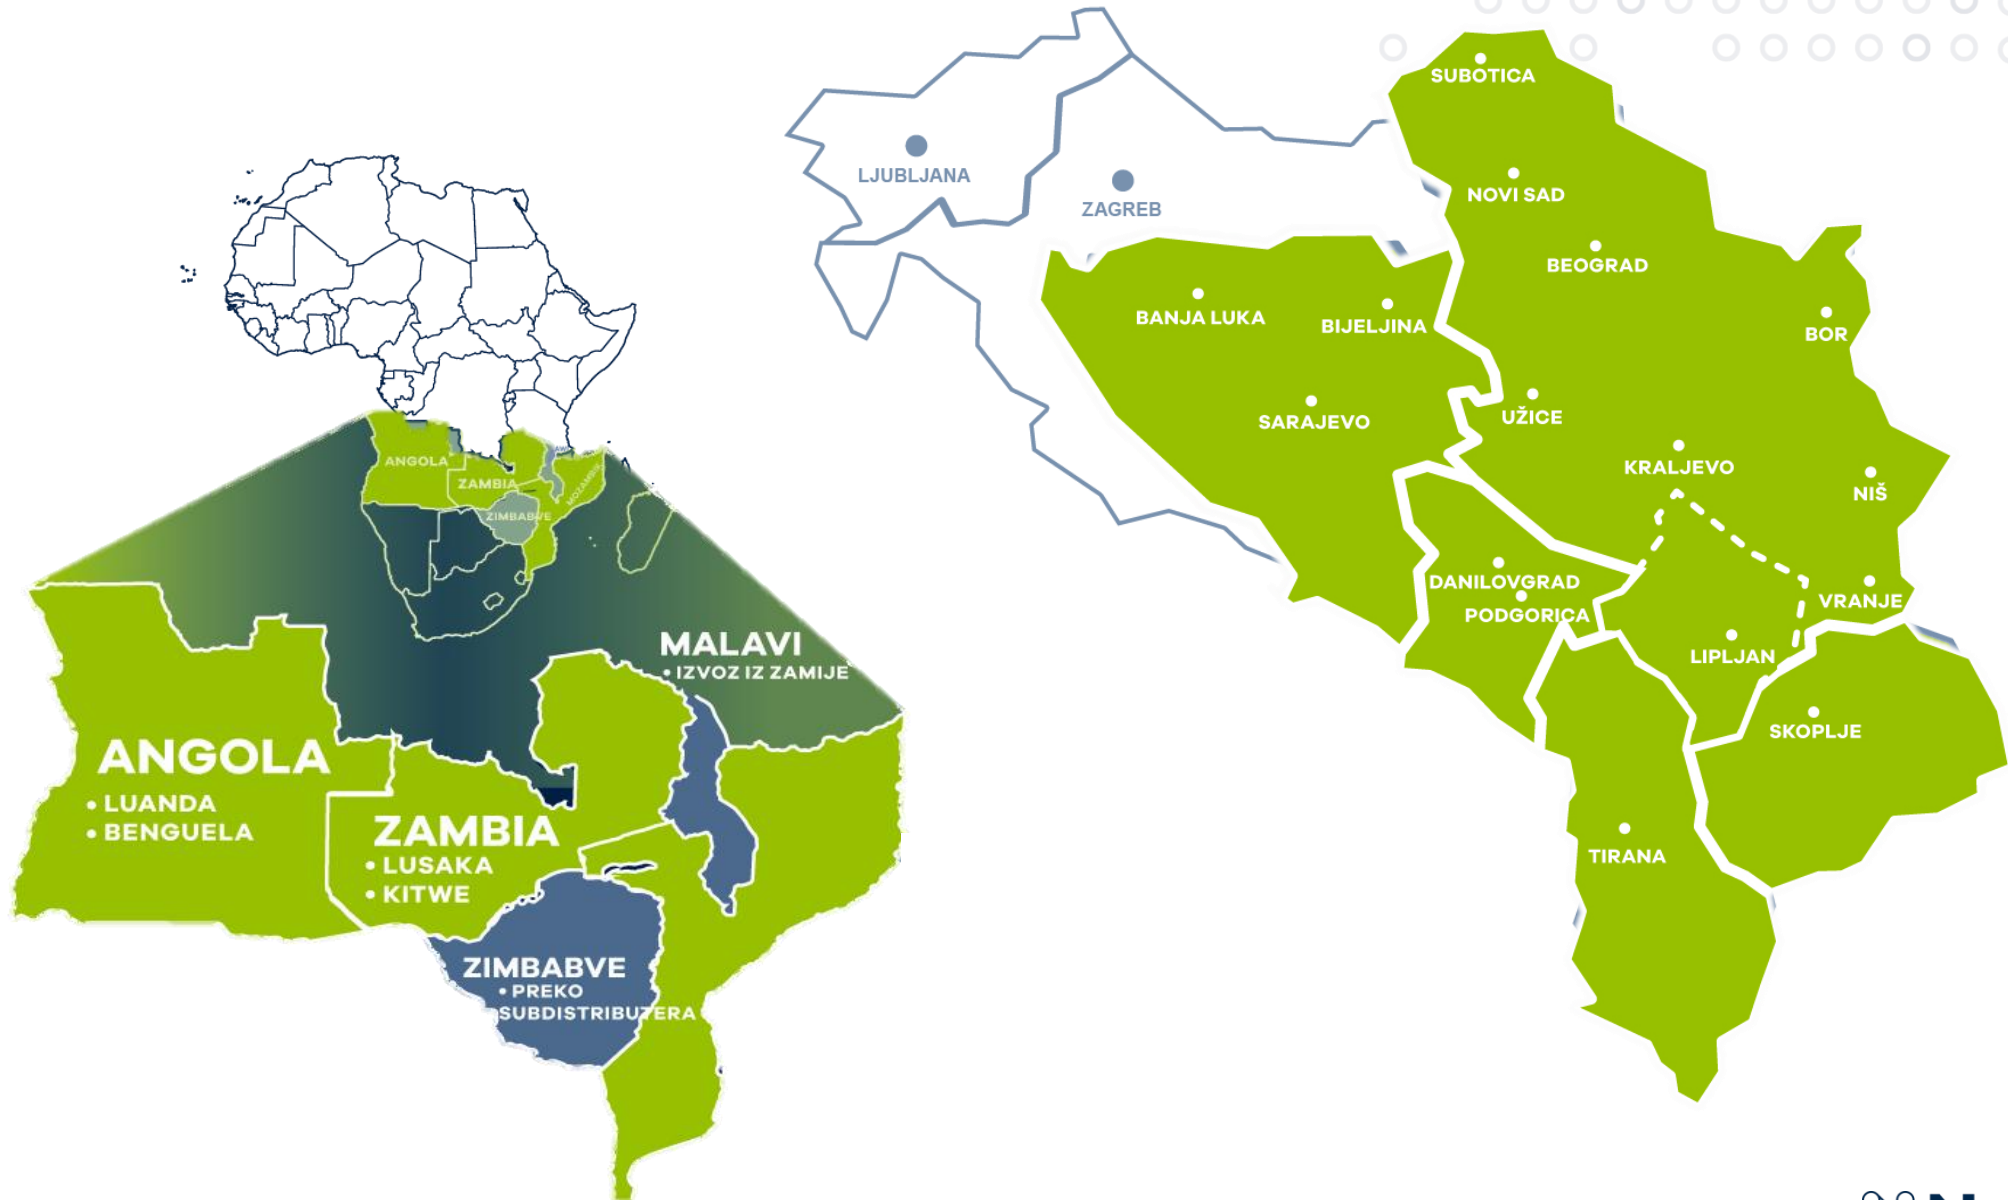 ANGOLA
ZAMBIA
ZIMBABVE
MOZAMBIK
MALAVI
• IZVOZ IZ ZAMIJE
ANGOLA
• LUANDA
• BENGUELA
ZAMBIA
• LUSAKA
• KITWE
ZIMBABVE
• PREKO
SUBDISTRIBUTERA
LJUBLJANA
ZAGREB
SUBOTICA
NOVI SAD
BEOGRAD
BOR
BANJA LUKA
BIJELJINA
SARAJEVO
UŽICE
KRALJEVO
NIŠ
DANILOVGRAD
PODGORICA
VRANJE
LIPLJAN
SKOPLJE
TIRANA